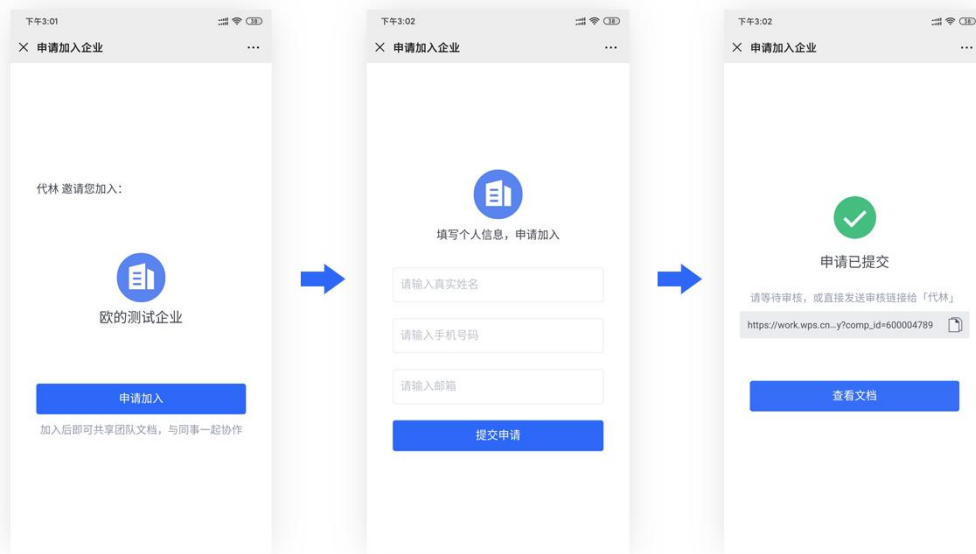 下午3:01
38
申请加入企业
代林 邀请您加入：
欧的测试企业
申请加入
加入后即可共享团队文档，与同事一起协作
下午3:02
38
申请加入企业
填写个人信息，申请加入
请输入真实姓名
请输入手机号码
请输入邮箱
提交申请
下午3:02
38
申请加入企业
申请已提交
请等待审核，或直接发送审核链接给「代林」
https://work.wps.cn...y?comp_id=600004789
查看文档